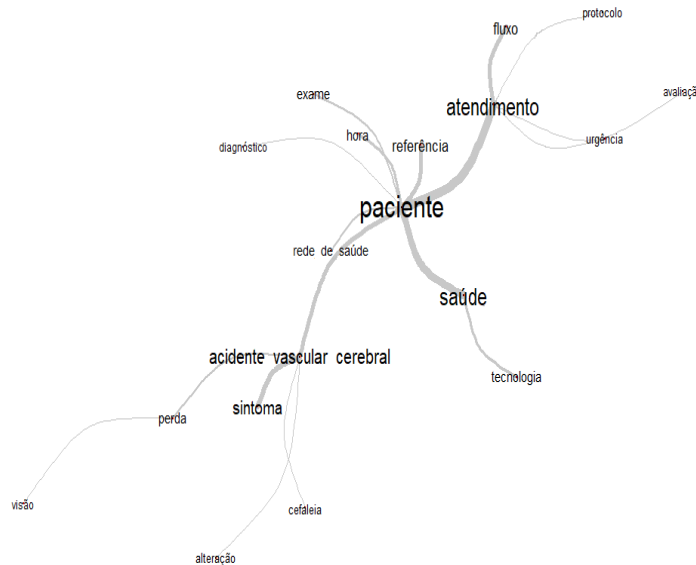 protocolo
fluxo
avaliação
exame
atendimento
hora
referência
urgência
diagnóstico
paciente
rede de saúde
saúde
acidente vascular cerebral
tecnologia
sintoma
perda
visão
cefaleia
alteração